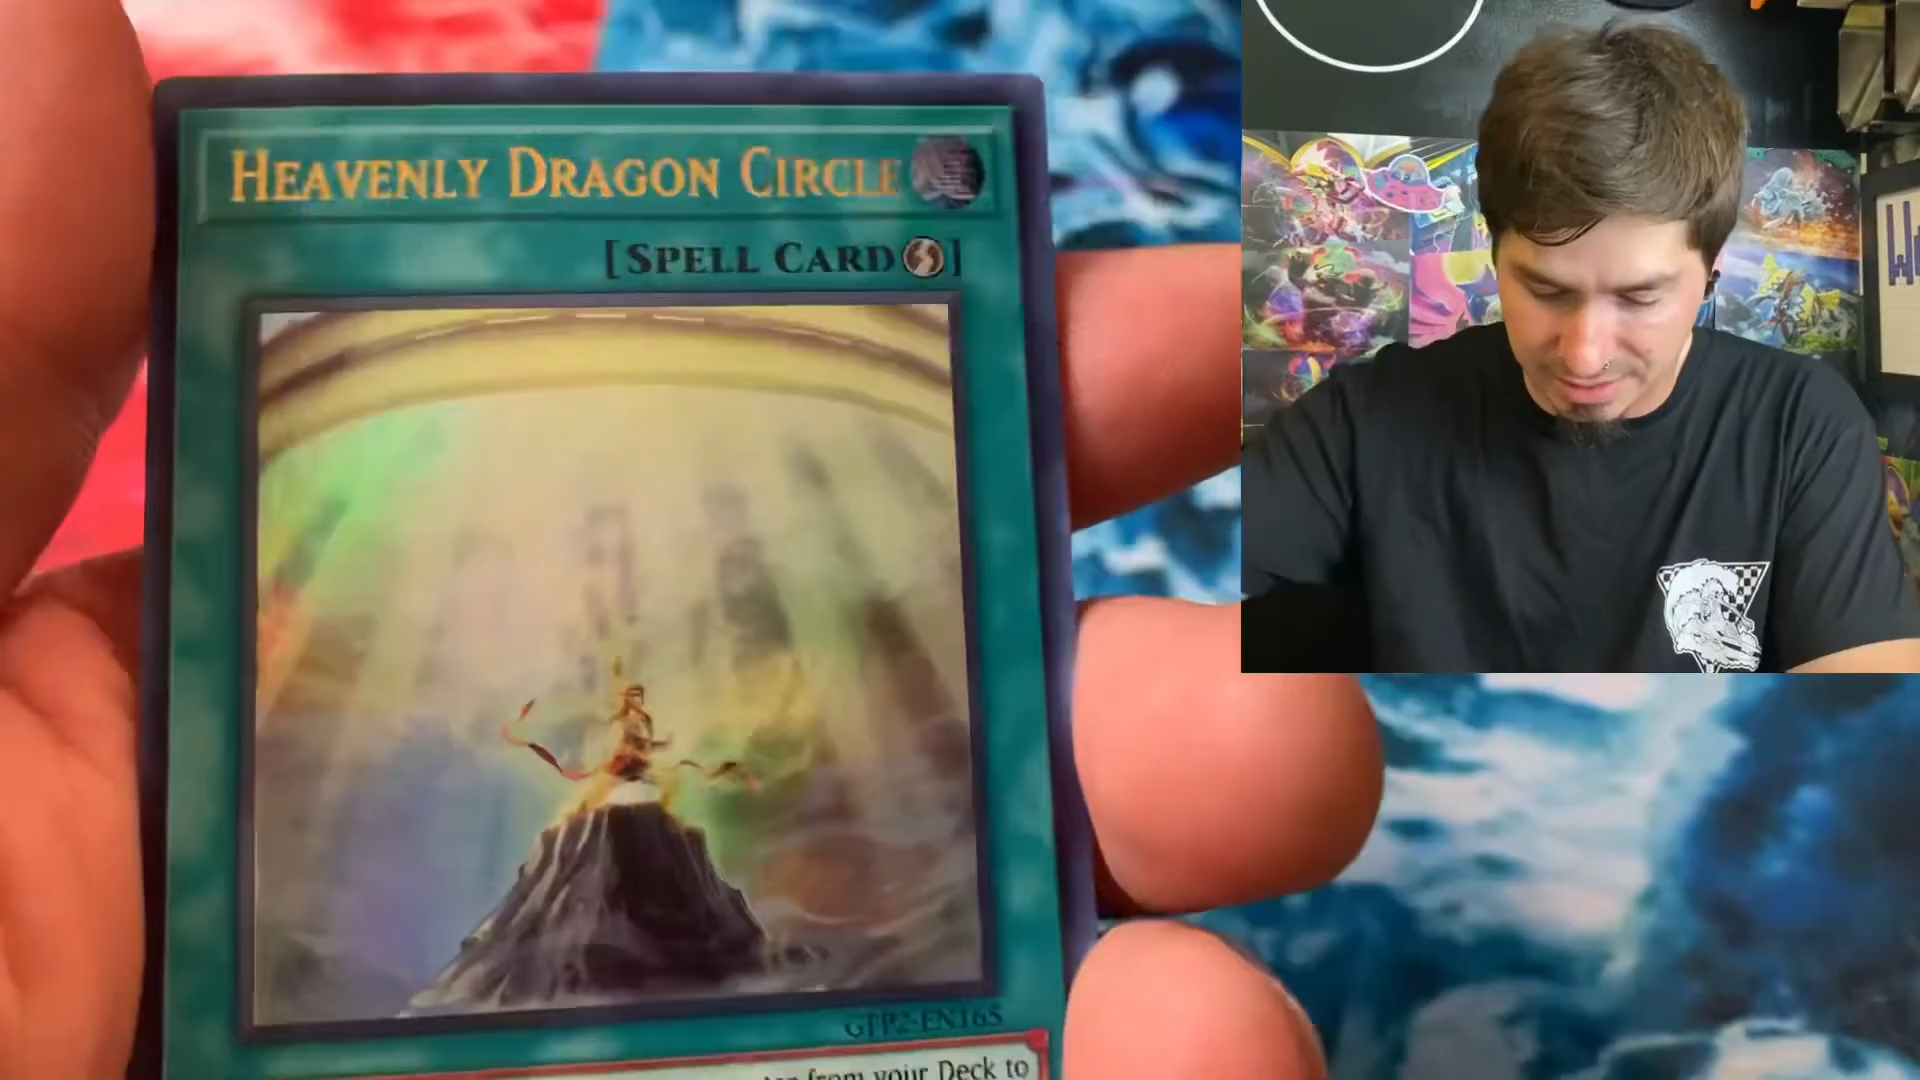 HEAVENLY DRAGON CIRCLE
[SPELL CARD]
GFP2-EN165
from your Deck to